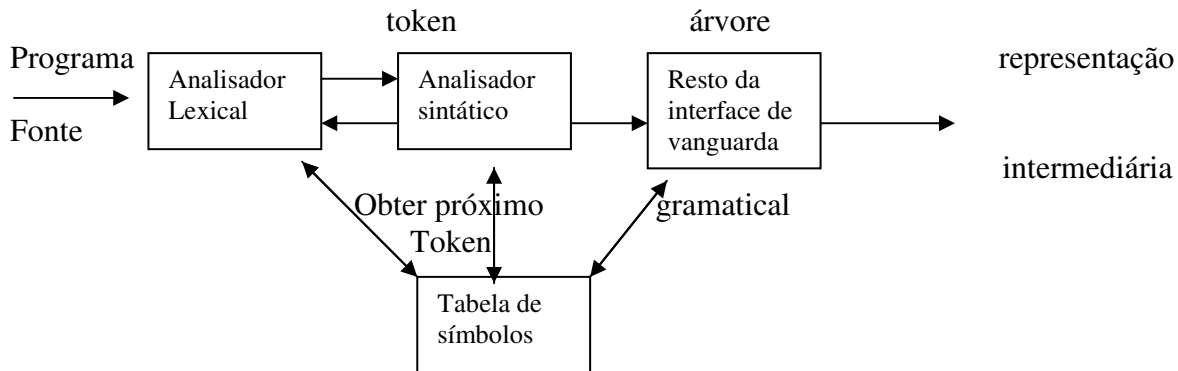 token
árvore
Programa
Fonte
Analisador
Lexical
Analisador
sintático
Resto da
interface de
vanguarda
representação
intermediária
Obter próximo
Token
gramatical
Tabela de
símbolos